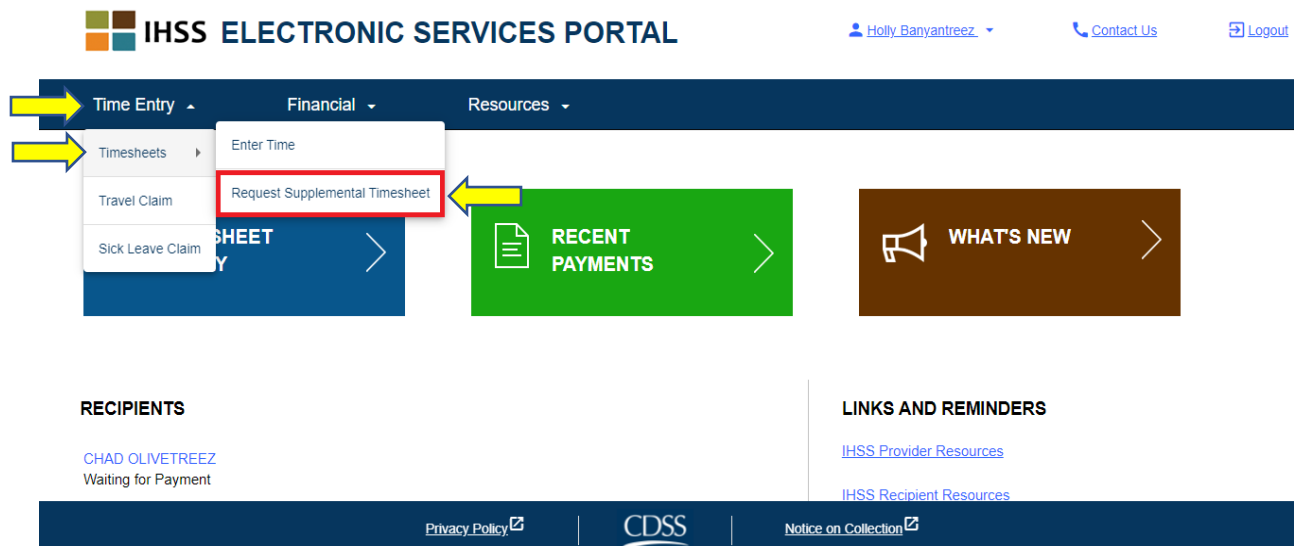 IHSS ELECTRONIC SERVICES PORTAL
Holly Banyantreez
Contact Us
Logout
Time Entry
Financial
Resources
Timesheets
Enter Time
Travel Claim
Request Supplemental Timesheet
Sick Leave Claim
SHEET
Y
RECENT
PAYMENTS
WHAT'S NEW
RECIPIENTS
CHAD OLIVETREEZ
Waiting for Payment
LINKS AND REMINDERS
IHSS Provider Resources
IHSS Recipient Resources
Privacy Policy
CDSS
Notice on Collection